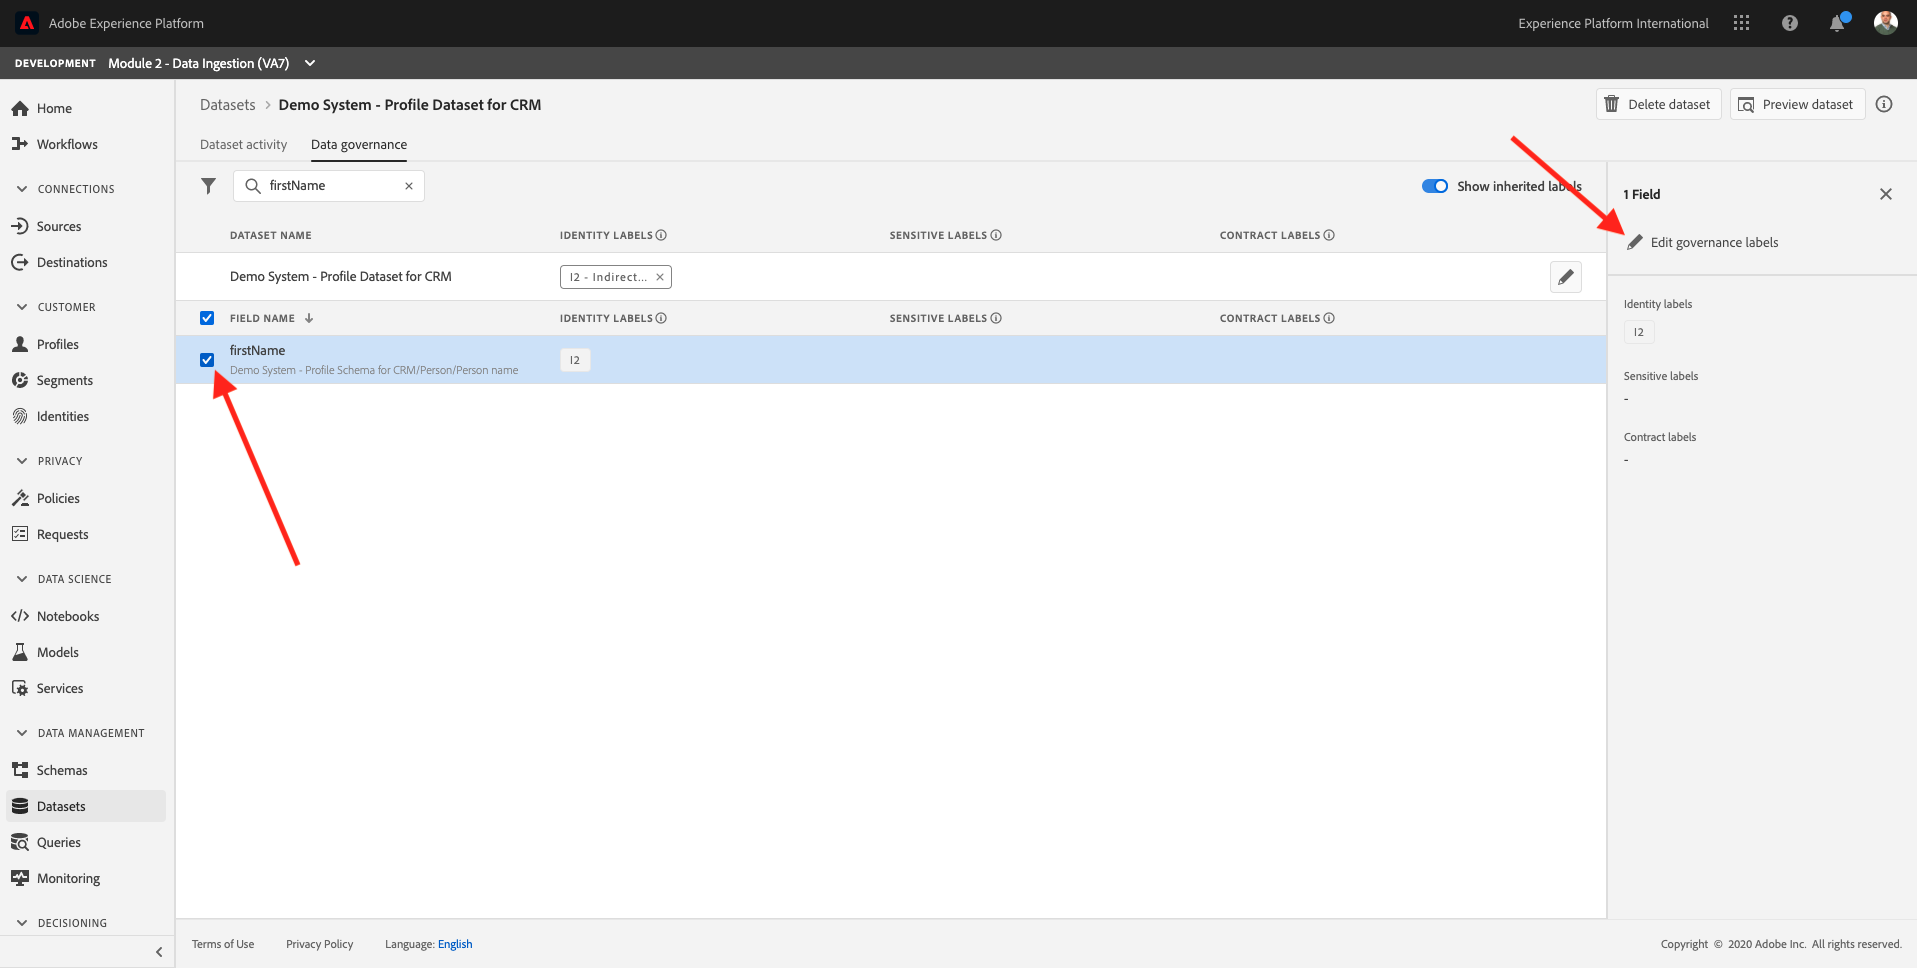 Adobe Experience Platform
Experience Platform International
DEVELOPMENT Module 2 - Data Ingestion (VA7)
Home
Workflows
CONNECTIONS
Sources
Destinations
CUSTOMER
Profiles
Segments
Identities
PRIVACY
Policies
Requests
DATA SCIENCE
Notebooks
Models
Services
DATA MANAGEMENT
Schemas
Datasets
Queries
Monitoring
DECISIONING
Datasets > Demo System - Profile Dataset for CRM
Delete dataset
Preview dataset
Dataset activity Data governance
firstName
Show inherited labels
DATASET NAME IDENTITY LABELS SENSITIVE LABELS CONTRACT LABELS
Demo System - Profile Dataset for CRM I2 - Indirect...
FIELD NAME IDENTITY LABELS SENSITIVE LABELS CONTRACT LABELS
firstName
Demo System - Profile Schema for CRM/Person/Person name
I2
1 Field
Edit governance labels
Identity labels
I2
Sensitive labels
-
Contract labels
-
Terms of Use Privacy Policy Language: English
Copyright © 2020 Adobe Inc. All rights reserved.